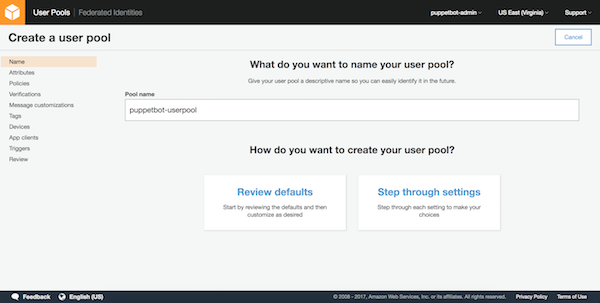 User Pools | Federated Identities
puppetbot-admin
US East (Virginia)
Support
Create a user pool
Cancel
Name
Attributes
Policies
Verifications
Message customizations
Tags
Devices
App clients
Triggers
Review
What do you want to name your user pool?
Give your user pool a descriptive name so you can easily identify it in the future.
Pool name
puppetbot-userpool
How do you want to create your user pool?
Review defaults
Start by reviewing the defaults and then
customize as desired
Step through settings
Step through each setting to make your
choices
Feedback
English (US)
© 2008 - 2017, Amazon Web Services, Inc. or its affiliates. All rights reserved.
Privacy Policy
Terms of Use